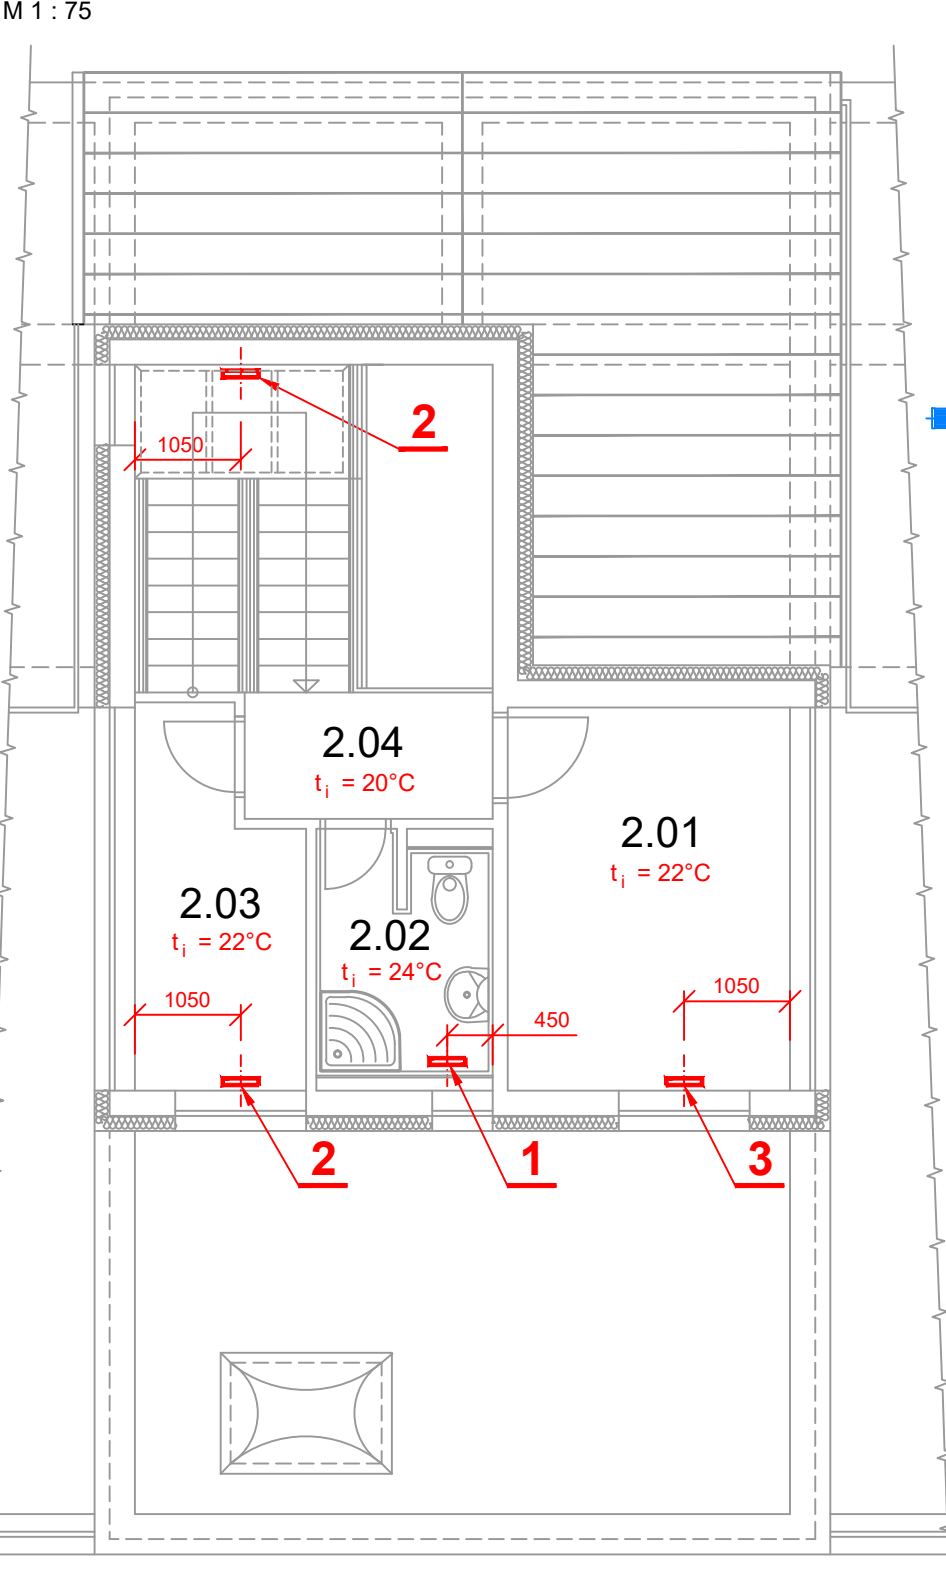 M 1 : 75
2
1050
2.04
tᵢ = 20°C
2.01
tᵢ = 22°C
2.03
tᵢ = 22°C
2.02
tᵢ = 24°C
1050
450
1050
2
1
3